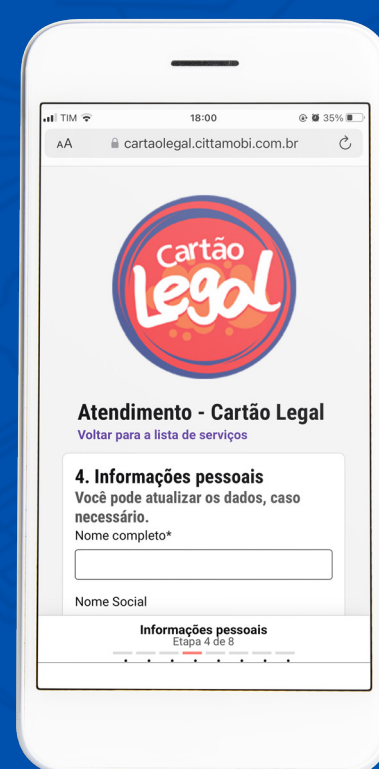 TIM 18:00 35%
AA cartaolegal.cittamobi.com.br
Cartão
Legal
Atendimento - Cartão Legal
Voltar para a lista de serviços
4. Informações pessoais
Você pode atualizar os dados, caso
necessário.
Nome completo*
Nome Social
Informações pessoais
Etapa 4 de 8